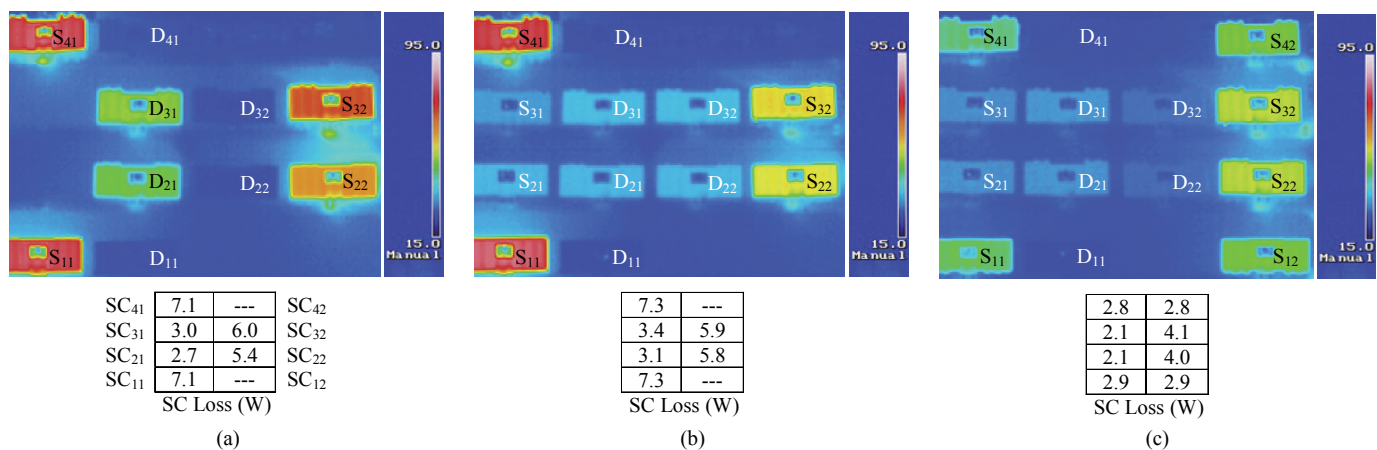 S41 D41 95.0
D31 D32 S32
D21 D22 S22
S11 D11 15.0
Manual
SC41 7.1 --- SC42
SC31 3.0 6.0 SC32
SC21 2.7 5.4 SC22
SC11 7.1 --- SC12
SC Loss (W)
(a)
S41 D41 95.0
S31 D31 D32 S32
S21 D21 D22 S22
S11 D11 15.0
Manual
7.3 ---
3.4 5.9
3.1 5.8
7.3 ---
SC Loss (W)
(b)
S41 D41 S42 95.0
S31 D31 D32 S32
S21 D21 D22 S22
S11 D11 S12 15.0
Manual
2.8 2.8
2.1 4.1
2.1 4.0
2.9 2.9
SC Loss (W)
(c)